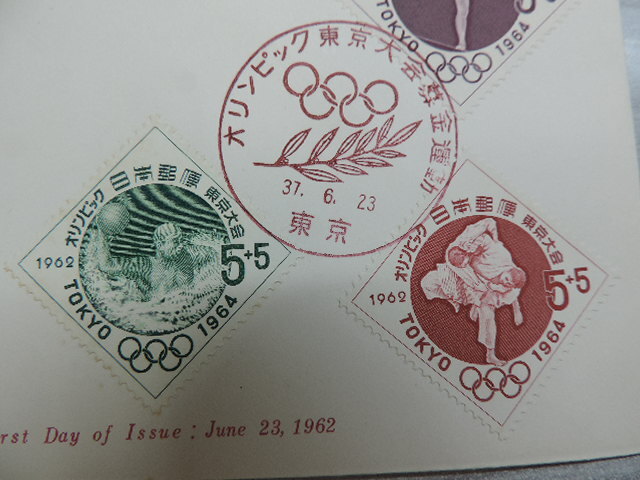 TOKYO
1964
オリンピック東京大会募金運動
37. 6. 23
東京
オリンピック
日本郵便
東京大会
1962
5+5
TOKYO
1964
オリンピック
日本郵便
東京大会
1962
5+5
TOKYO
1964
rst Day of Issue : June 23, 1962